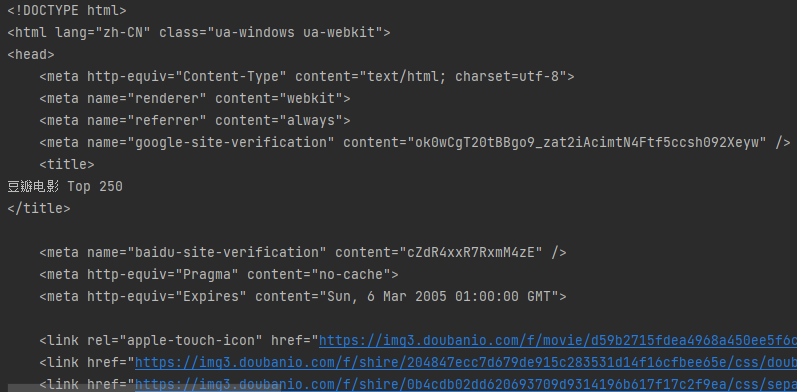 <!DOCTYPE html>
<html lang="zh-CN" class="ua-windows ua-webkit">
<head>
    <meta http-equiv="Content-Type" content="text/html; charset=utf-8">
    <meta name="renderer" content="webkit">
    <meta name="referrer" content="always">
    <meta name="google-site-verification" content="ok0wCgT20tBBgo9_zat2iAcimtN4Ftf5ccsh092Xeyw" />
    <title>
豆瓣电影 Top 250
</title>
    <meta name="baidu-site-verification" content="cZdR4xxR7RxmM4zE" />
    <meta http-equiv="Pragma" content="no-cache">
    <meta http-equiv="Expires" content="Sun, 6 Mar 2005 01:00:00 GMT">
    <link rel="apple-touch-icon" href="https://img3.doubanio.com/f/movie/d59b2715fdea4968a450ee5f6c
    <link href="https://img3.doubanio.com/f/shire/204847ecc7d679de915c283531d14f16cfbee65e/css/doub
    <link href="https://img3.doubanio.com/f/shire/0b4cdb02dd620693709d9314196b617f17c2f9ea/css/sepa